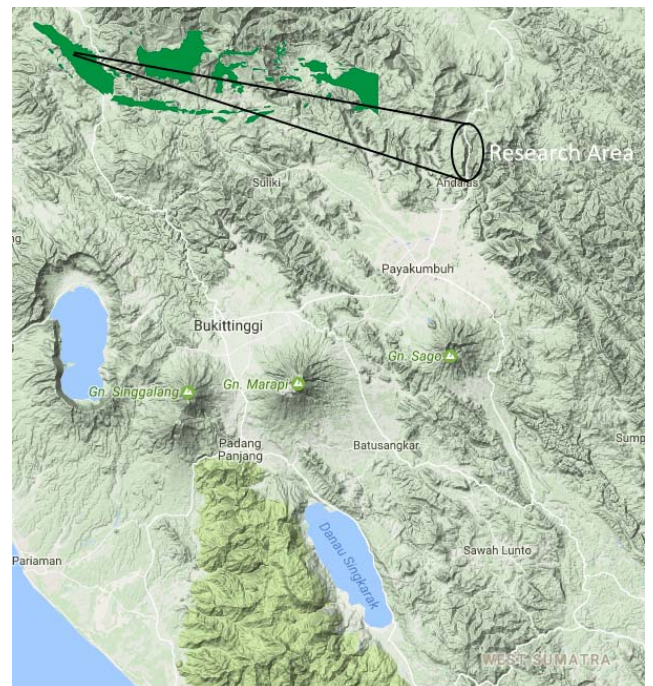 Research Area
Suliki
Andalas
Payakumbuh
Bukittinggi
Gn. Sago
Gn. Marapi
Gn. Singgalang
Padang
Panjang
Batusangkar
Danau Singkarak
Sawah Lunto
Pariaman
WEST SUMATRA